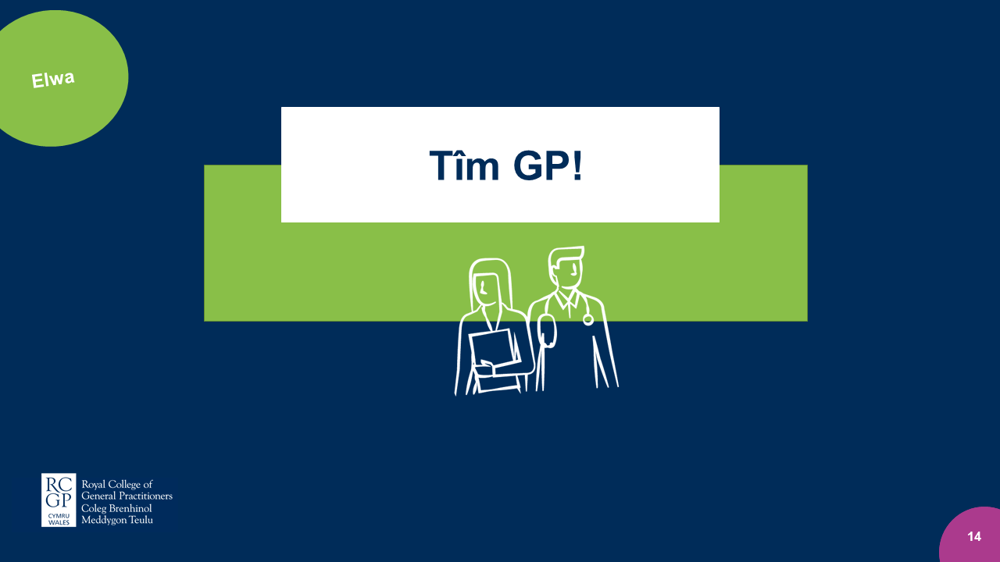 Elwa
Tîm GP!
RC
GP
CYMRU
WALES
Royal College of
General Practitioners
Coleg Brenhinol
Meddygon Teulu
14